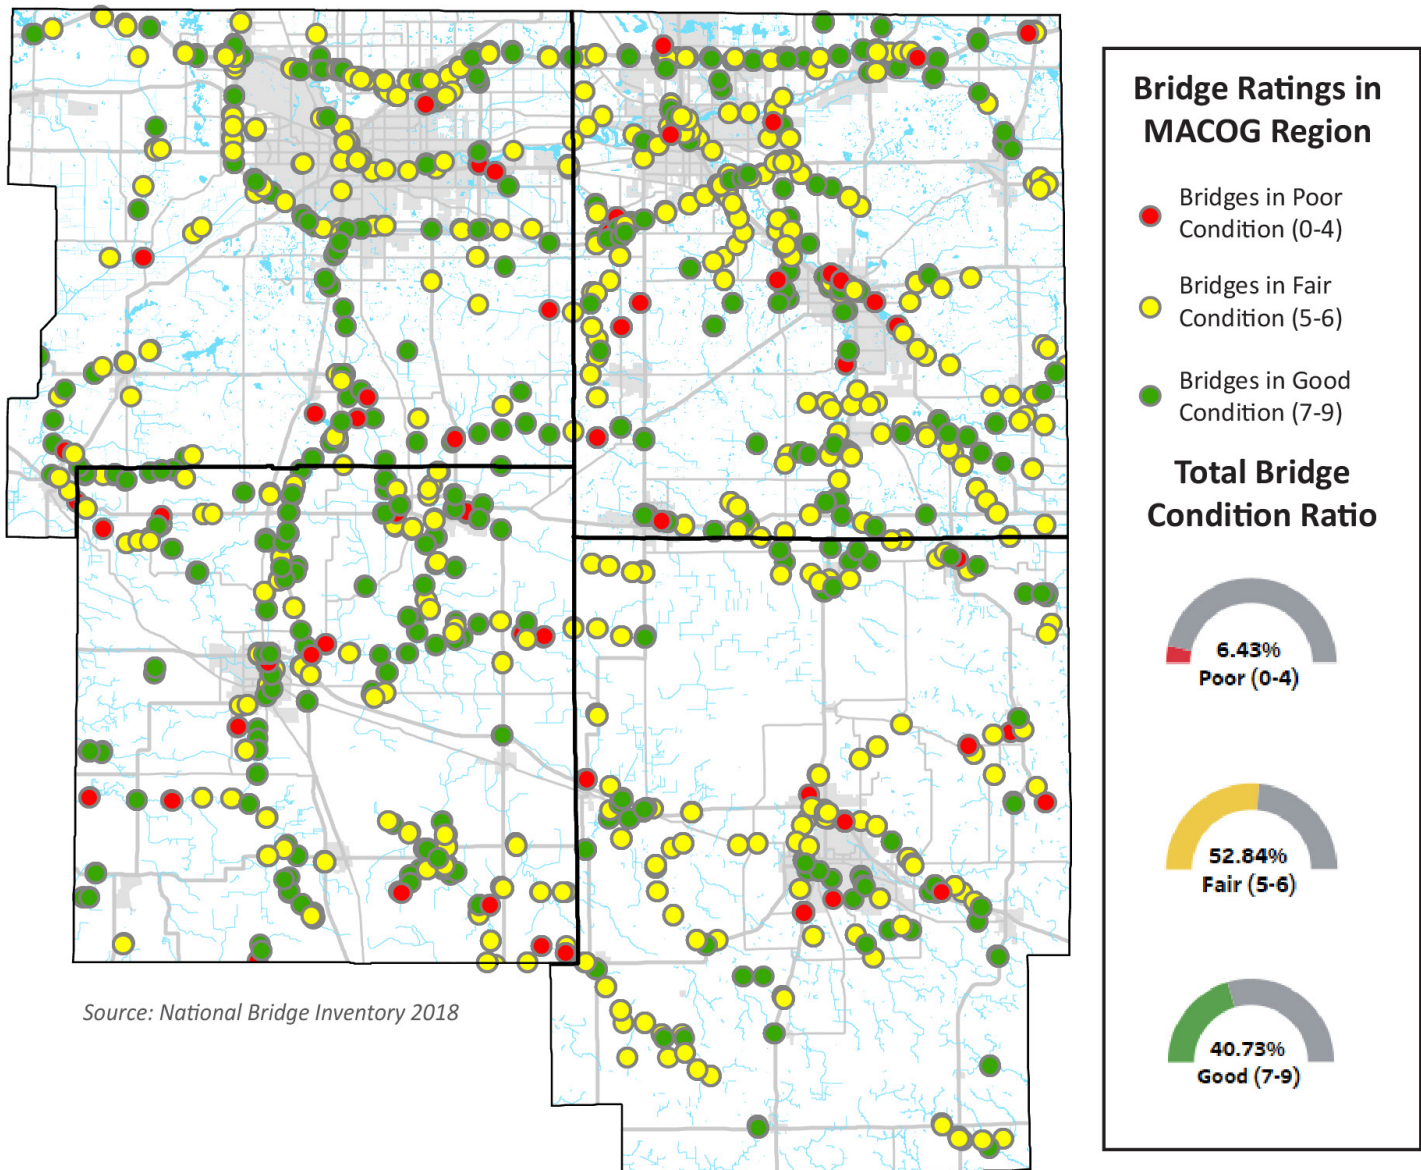 Bridge Ratings in
MACOG Region
Bridges in Poor
Condition (0-4)
Bridges in Fair
Condition (5-6)
Bridges in Good
Condition (7-9)
Total Bridge
Condition Ratio
6.43%
Poor (0-4)
52.84%
Fair (5-6)
40.73%
Good (7-9)
Source: National Bridge Inventory 2018